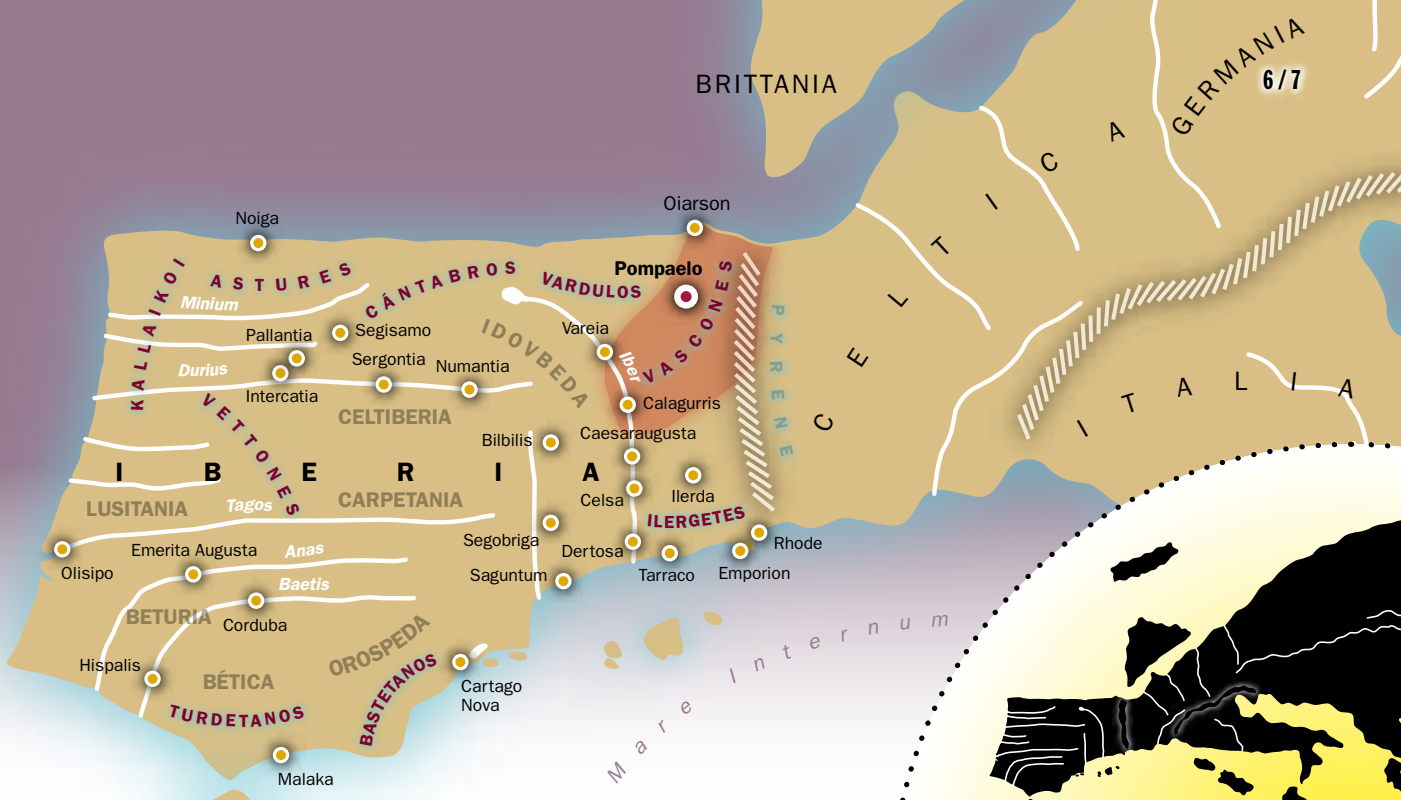 BRITTANIA
GERMANIA
6/7
CELTICA
ITALIA
Oiarson
Noiga
Pompaelo
KALLAIKOI
ASTURES
CÁNTABROS
VARDULOS
VASCONES
PYRENE
Minium
Pallantia
Segisamo
IDOVBEDA
Vareia
Iber
Sergontia
Numantia
Durius
Intercatia
VETTONES
CELTIBERIA
Calagurris
Caesaraugusta
Bilbilis
IBERIA
Ilerda
Celsa
LUSITANIA
Tagos
CARPETANIA
ILERGETES
Segobriga
Dertosa
Rhode
Olisipo
Emerita Augusta
Anas
Saguntum
Tarraco
Emporion
Baetis
BETURIA
Corduba
OROSPEDA
Mare Internum
Hispalis
BÉTICA
BASTETANOS
Cartago
Nova
TURDETANOS
Malaka